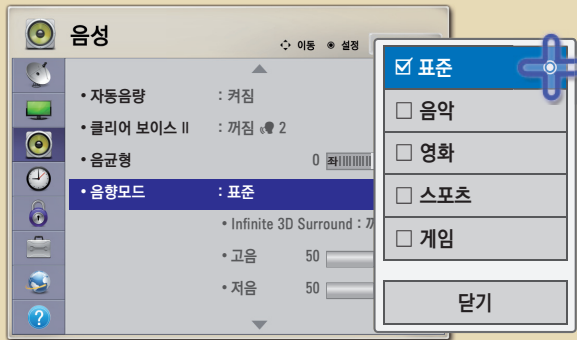 음성
이동 설정
• 자동음량 : 켜짐
• 클리어 보이스 II : 꺼짐 2
• 음균형 0 좌
• 음향모드 : 표준
• Infinite 3D Surround :
• 고음 50
• 저음 50
?
☑ 표준
☐ 음악
☐ 영화
☐ 스포츠
☐ 게임
닫기